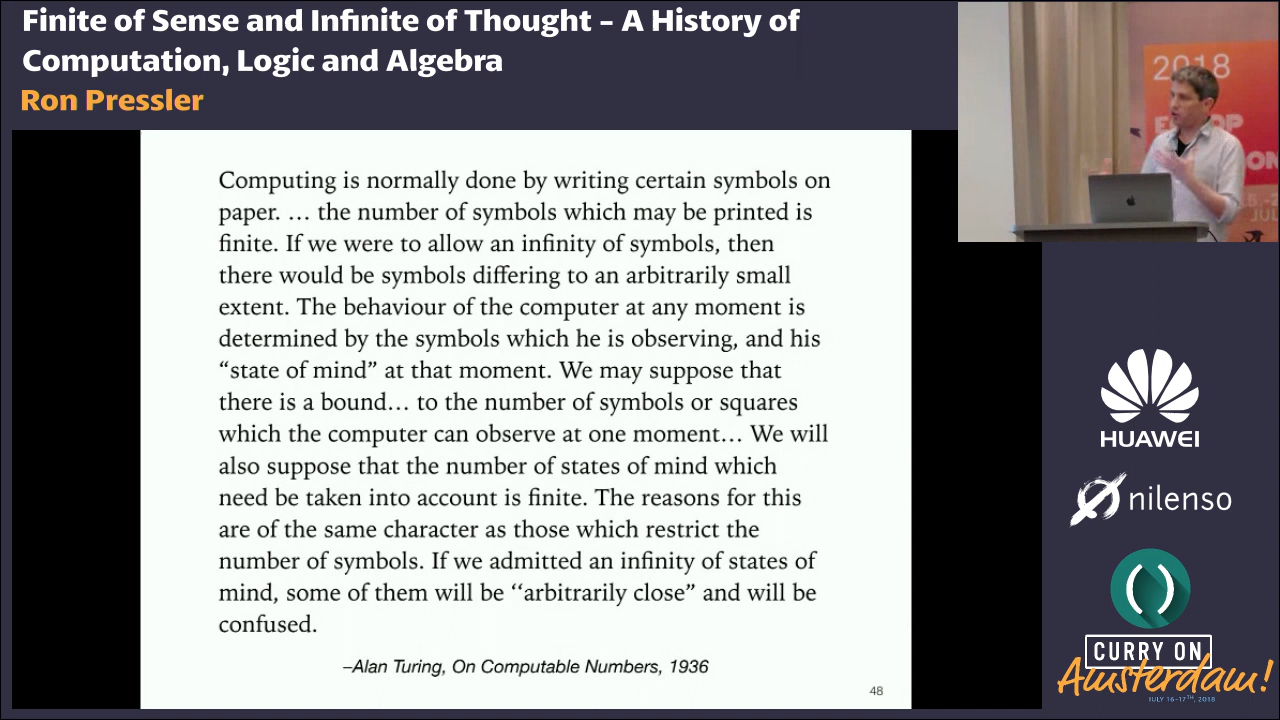 Finite of Sense and Infinite of Thought – A History of
Computation, Logic and Algebra
Ron Pressler
2018
Computing is normally done by writing certain symbols on
paper. … the number of symbols which may be printed is
finite. If we were to allow an infinity of symbols, then
there would be symbols differing to an arbitrarily small
extent. The behaviour of the computer at any moment is
determined by the symbols which he is observing, and his
“state of mind” at that moment. We may suppose that
there is a bound… to the number of symbols or squares
which the computer can observe at one moment… We will
also suppose that the number of states of mind which
need be taken into account is finite. The reasons for this
are of the same character as those which restrict the
number of symbols. If we admitted an infinity of states of
mind, some of them will be ‘‘arbitrarily close” and will be
confused.
–Alan Turing, On Computable Numbers, 1936
48
HUAWEI
nilenso
CURRY ON
Amsterdam!
JULY 16-17TH, 2018